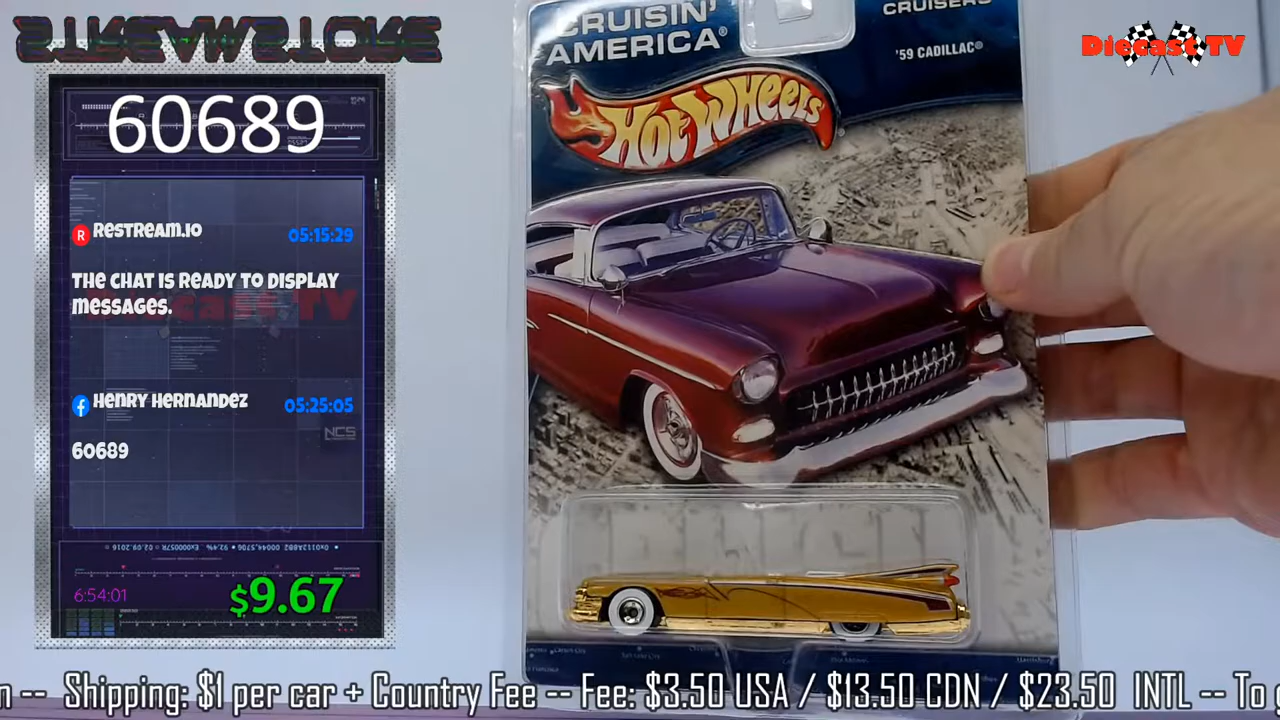 60689
RESTREAM.IO 05:15:29
THE CHAT IS READY TO DISPLAY
MESSAGES.
HENRY HERNANDEZ 05:25:05
NCS
60689
6:54:01
$9.67
CRUISIN'
AMERICA®
CRUISERS
'59 CADILLAC®
HOT WHEELS
Diecast TV
-- Shipping: $1 per car + Country Fee -- Fee: $3.50 USA / $13.50 CDN / $23.50 INTL -- To